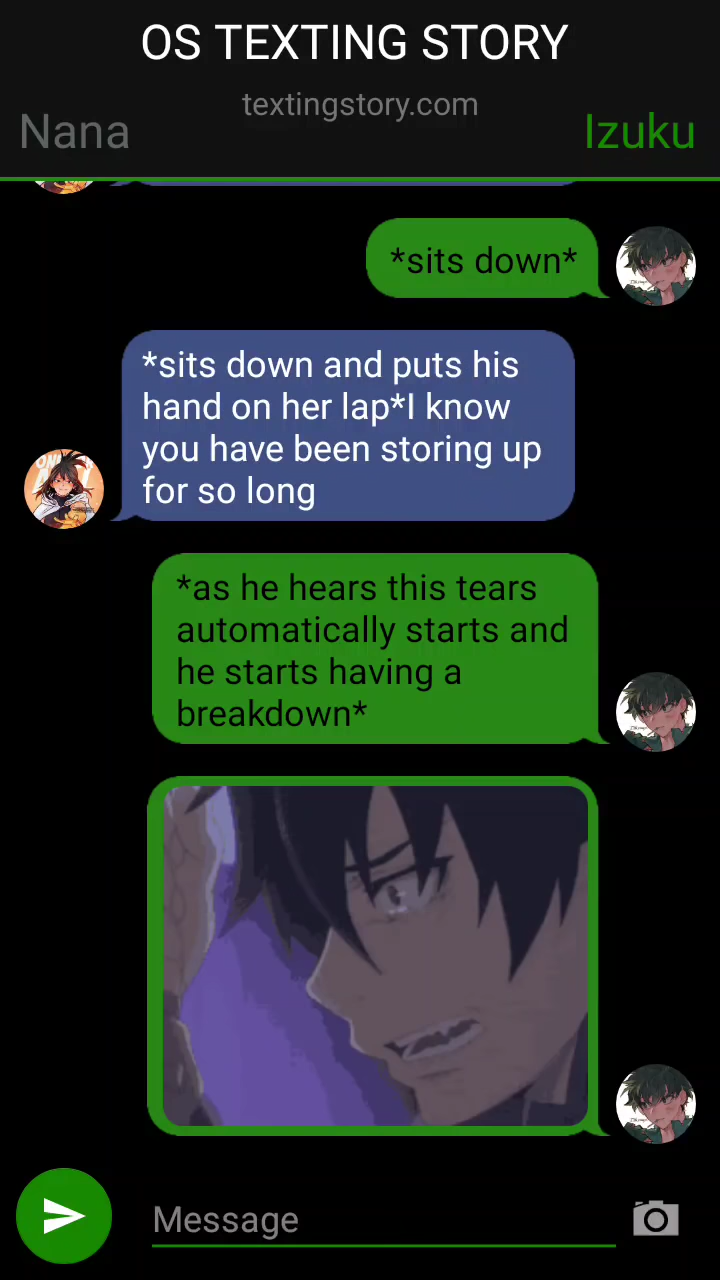 OS TEXTING STORY
textingstory.com
Nana
Izuku
*sits down*
*sits down and puts his
hand on her lap*I know
you have been storing up
for so long
*as he hears this tears
automatically starts and
he starts having a
breakdown*
Message